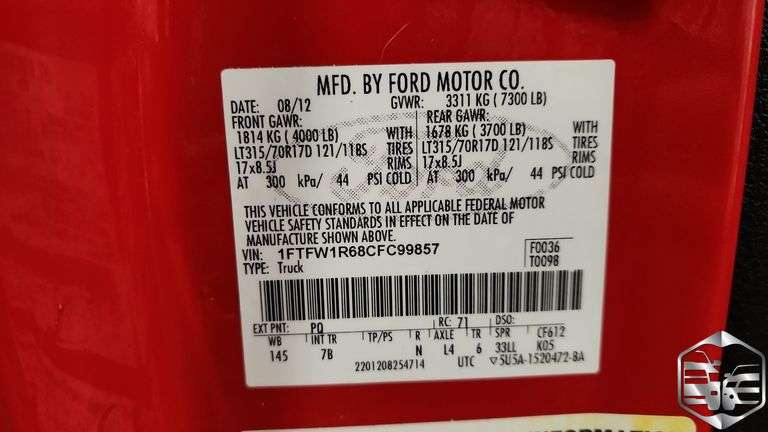 MFD. BY FORD MOTOR CO.
DATE: 08/12 GVWR: 3311 KG ( 7300 LB)
FRONT GAWR: REAR GAWR:
1814 KG ( 4000 LB) WITH 1678 KG ( 3700 LB) WITH
LT315/70R17D 121/118S TIRES LT315/70R17D 121/118S TIRES
17x8.5J RIMS 17x8.5J RIMS
AT 300 kPa/ 44 PSI COLD AT 300 kPa/ 44 PSI COLD
THIS VEHICLE CONFORMS TO ALL APPLICABLE FEDERAL MOTOR
VEHICLE SAFETY STANDARDS IN EFFECT ON THE DATE OF
MANUFACTURE SHOWN ABOVE.
VIN: 1FTFW1R68CFC99857 F0036
TYPE: Truck T0098
EXT PNT: PQ RC: 71 DSO:
WB INT TR TP/PS R AXLE TR SPR CF612
145 7B N L4 6 33LL K05
2201208254714 UTC ▽5U5A-1520472-BA
Ford